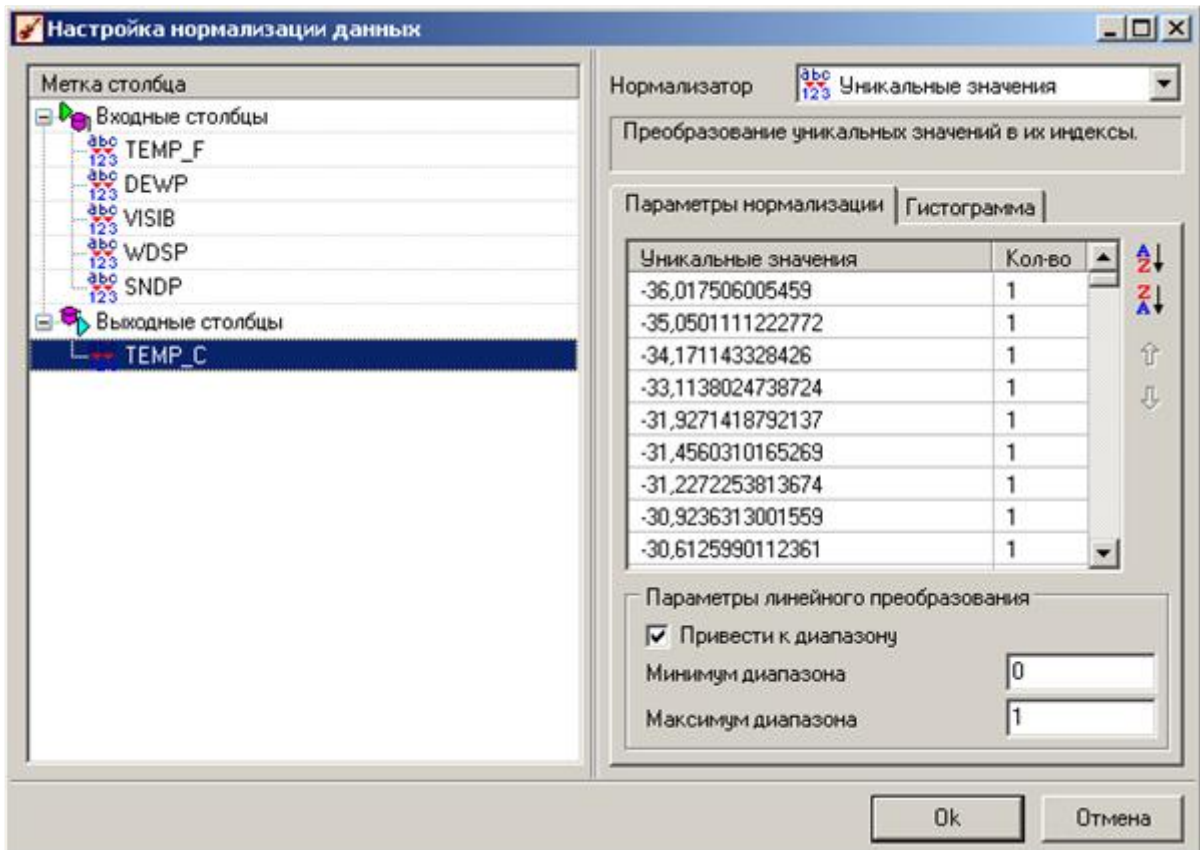 Настройка нормализации данных
Метка столбца
Входные столбцы
TEMP_F
DEWP
VISIB
WDSP
SNDP
Выходные столбцы
TEMP_C
Нормализатор
Уникальные значения
Преобразование уникальных значений в их индексы.
Параметры нормализации Гистограмма
Уникальные значения Кол-во
-36,017506005459 1
-35,0501111222772 1
-34,171143328426 1
-33,1138024738724 1
-31,9271418792137 1
-31,4560310165269 1
-31,2272253813674 1
-30,9236313001559 1
-30,6125990112361 1
Параметры линейного преобразования
Привести к диапазону
Минимум диапазона 0
Максимум диапазона 1
Ok Отмена